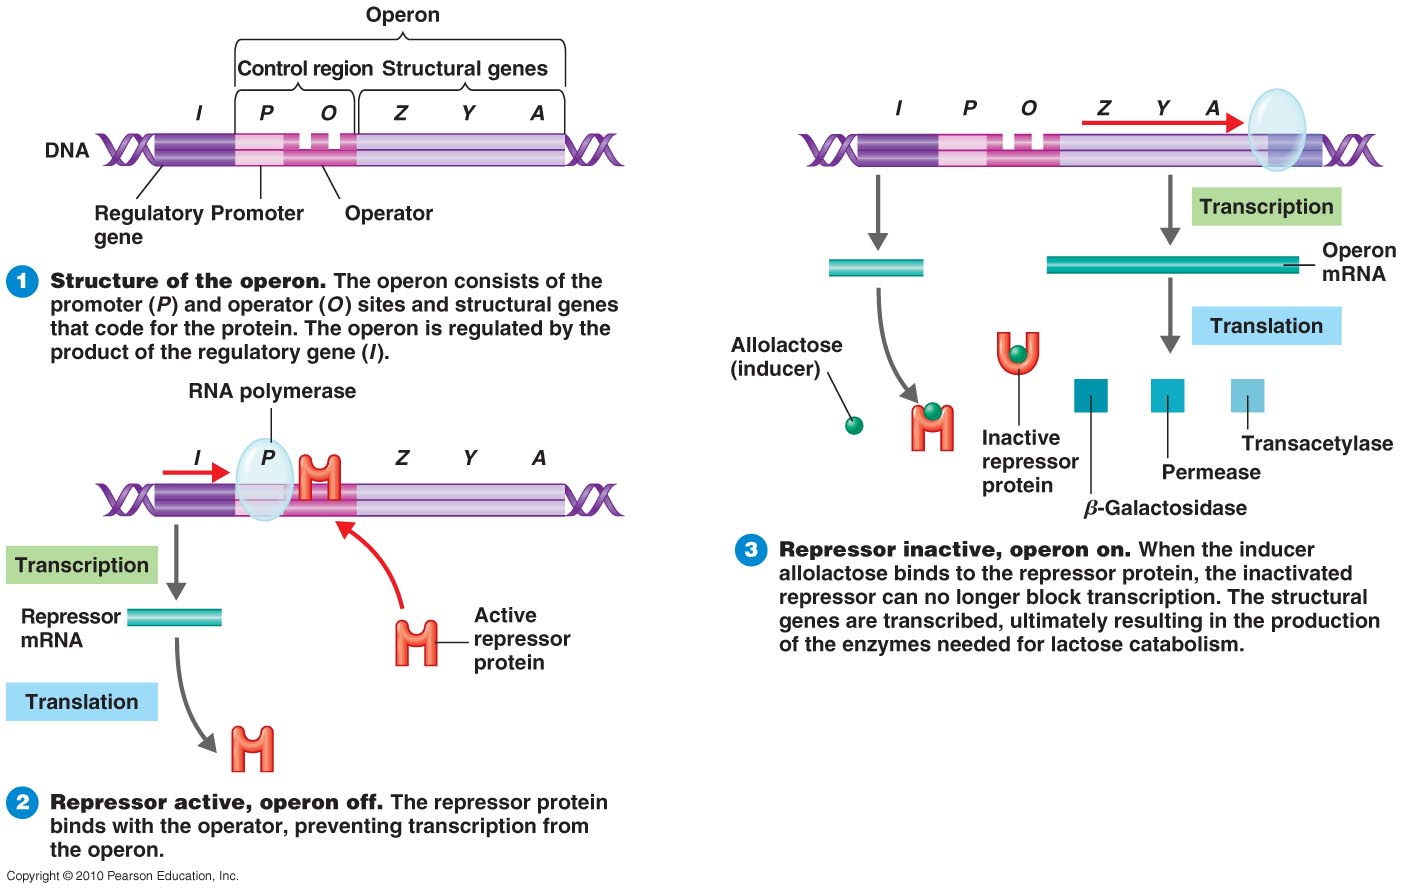 Operon
Control region Structural genes
I P O Z Y A
DNA
Regulatory Promoter Operator
gene
1 Structure of the operon. The operon consists of the
promoter (P) and operator (O) sites and structural genes
that code for the protein. The operon is regulated by the
product of the regulatory gene (I).
RNA polymerase
I P Z Y A
Transcription
Repressor
mRNA
Active
repressor
protein
Translation
2 Repressor active, operon off. The repressor protein
binds with the operator, preventing transcription from
the operon.
I P O Z Y A
Transcription
Operon
mRNA
Translation
Allolactose
(inducer)
Inactive
repressor
protein
Transacetylase
Permease
β-Galactosidase
3 Repressor inactive, operon on. When the inducer
allolactose binds to the repressor protein, the inactivated
repressor can no longer block transcription. The structural
genes are transcribed, ultimately resulting in the production
of the enzymes needed for lactose catabolism.
Copyright © 2010 Pearson Education, Inc.